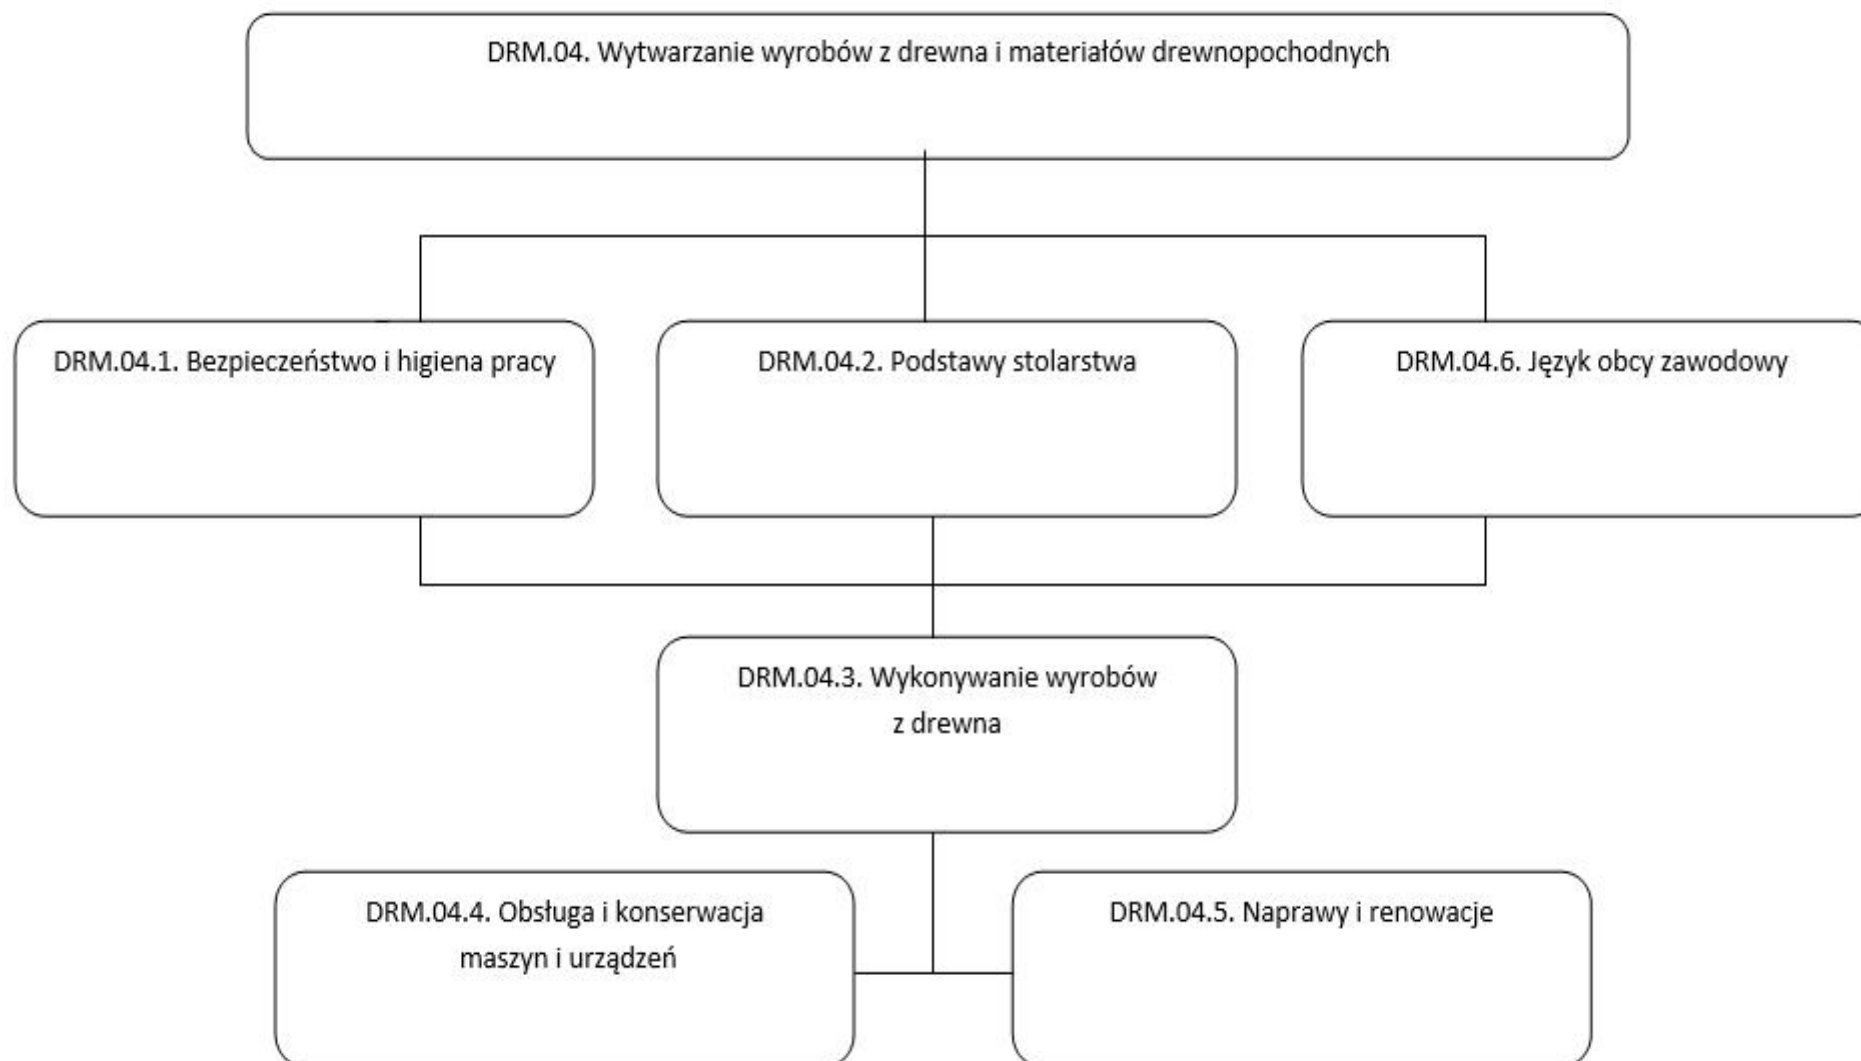 DRM.04. Wytwarzanie wyrobów z drewna i materiałów drewnopochodnych
DRM.04.1. Bezpieczeństwo i higiena pracy
DRM.04.2. Podstawy stolarstwa
DRM.04.6. Język obcy zawodowy
DRM.04.3. Wykonywanie wyrobów
z drewna
DRM.04.4. Obsługa i konserwacja
maszyn i urządzeń
DRM.04.5. Naprawy i renowacje